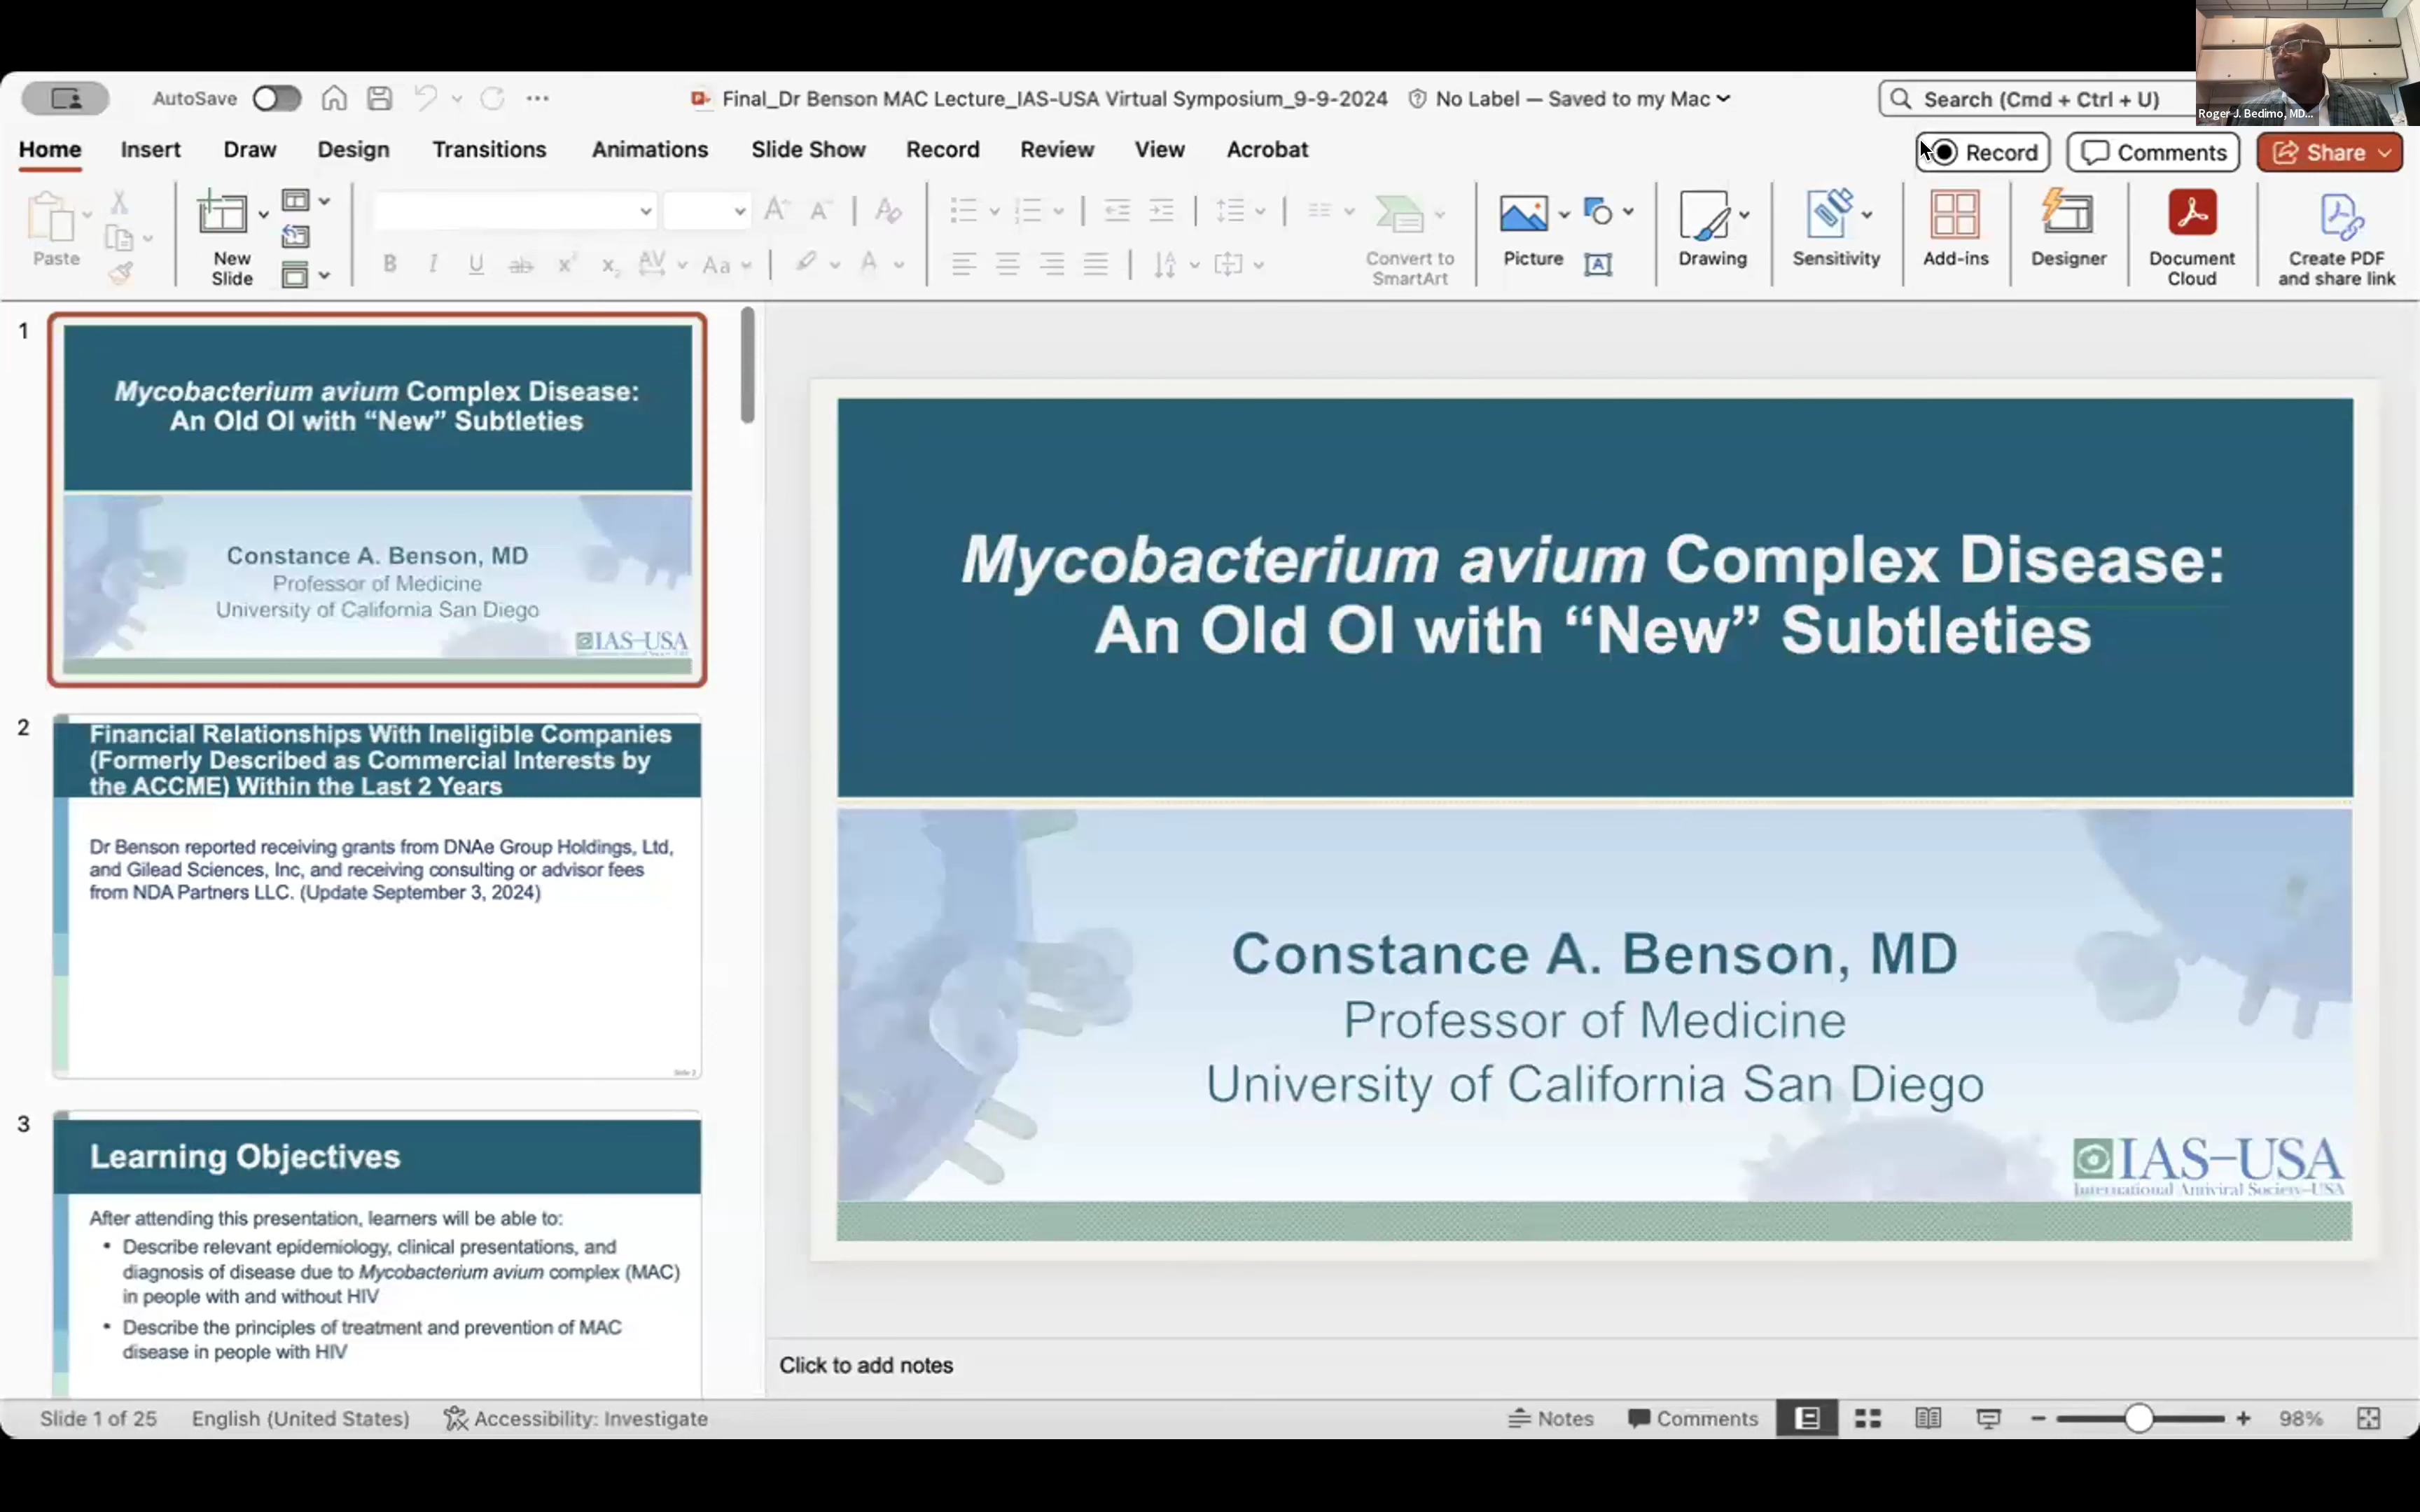 Roger J. Bedimo, MD...
AutoSave
Final_Dr Benson MAC Lecture_IAS-USA Virtual Symposium_9-9-2024
No Label — Saved to my Mac
Search (Cmd + Ctrl + U)
Home
Insert
Draw
Design
Transitions
Animations
Slide Show
Record
Review
View
Acrobat
Record
Comments
Share
Paste
New
Slide
Convert to
SmartArt
Picture
Drawing
Sensitivity
Add-ins
Designer
Document
Cloud
Create PDF
and share link
1
Mycobacterium avium Complex Disease:
An Old OI with “New” Subtleties
Constance A. Benson, MD
Professor of Medicine
University of California San Diego
IAS–USA
2
Financial Relationships With Ineligible Companies
(Formerly Described as Commercial Interests by
the ACCME) Within the Last 2 Years
Dr Benson reported receiving grants from DNAe Group Holdings, Ltd,
and Gilead Sciences, Inc, and receiving consulting or advisor fees
from NDA Partners LLC. (Update September 3, 2024)
Slide 2
3
Learning Objectives
After attending this presentation, learners will be able to:
• Describe relevant epidemiology, clinical presentations, and
diagnosis of disease due to Mycobacterium avium complex (MAC)
in people with and without HIV
• Describe the principles of treatment and prevention of MAC
disease in people with HIV
Mycobacterium avium Complex Disease:
An Old OI with “New” Subtleties
Constance A. Benson, MD
Professor of Medicine
University of California San Diego
IAS–USA
International Antiviral Society–USA
Click to add notes
Slide 1 of 25
English (United States)
Accessibility: Investigate
Notes
Comments
98%